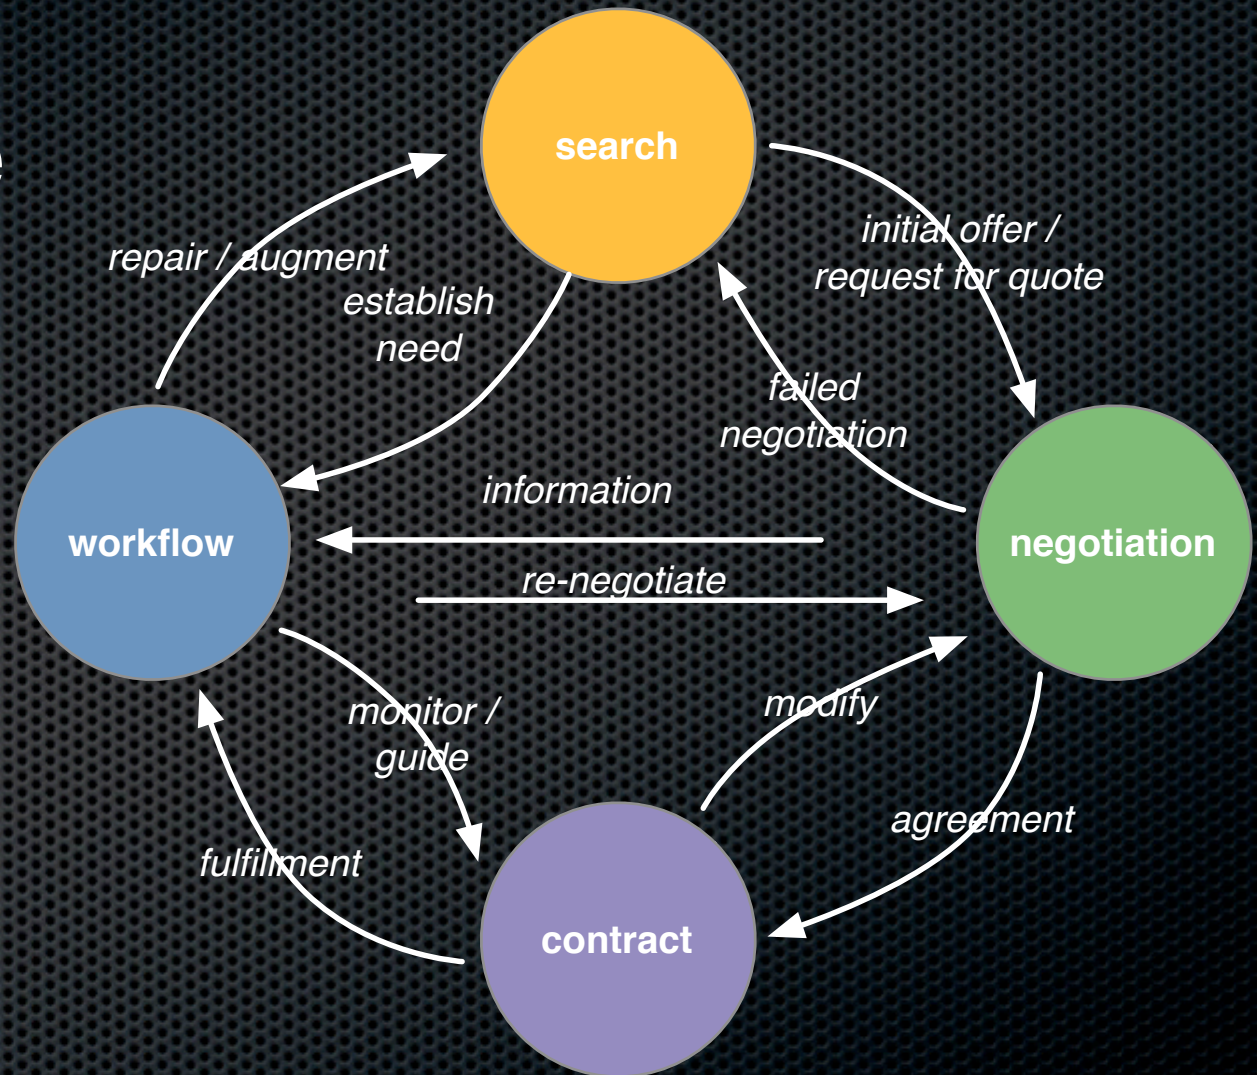 search
initial offer /
request for quote
repair / augment
establish
need
failed
negotiation
information
workflow
negotiation
re-negotiate
modify
monitor /
guide
agreement
fulfillment
contract